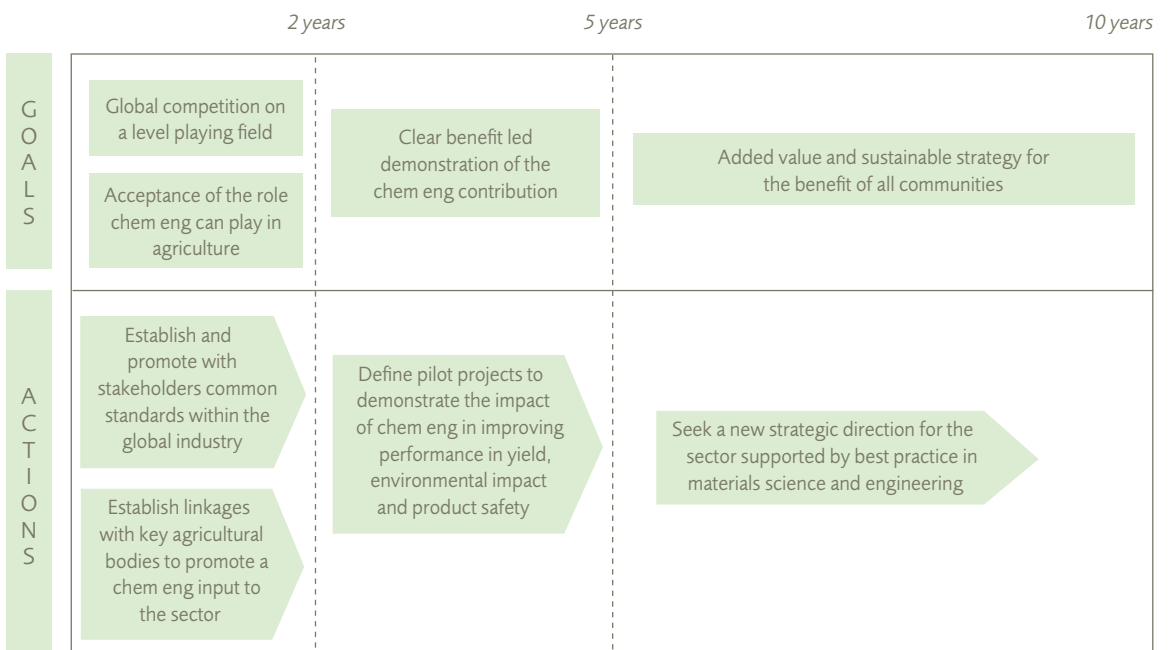 2 years
5 years
10 years
GOALS
Global competition on
a level playing field
Acceptance of the role
chem eng can play in
agriculture
Clear benefit led
demonstration of the
chem eng contribution
Added value and sustainable strategy for
the benefit of all communities
ACTIONS
Establish and
promote with
stakeholders common
standards within the
global industry
Establish linkages
with key agricultural
bodies to promote a
chem eng input to
the sector
Define pilot projects to
demonstrate the impact
of chem eng in improving
performance in yield,
environmental impact
and product safety
Seek a new strategic direction for the
sector supported by best practice in
materials science and engineering